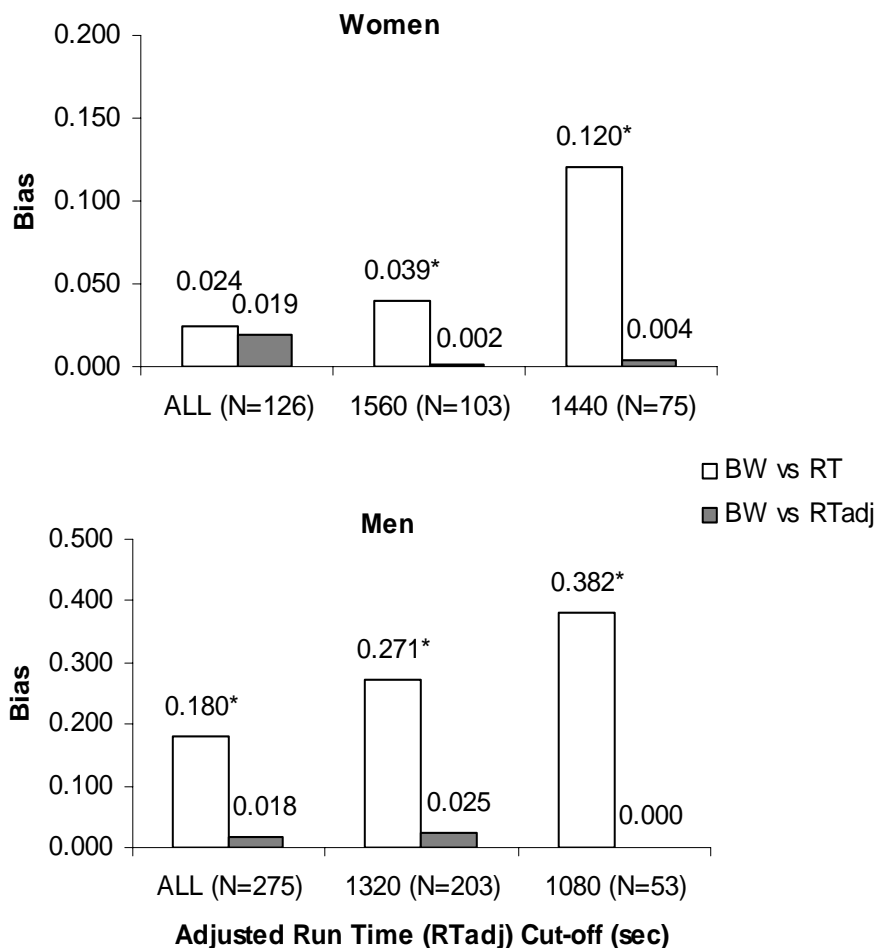 Women
0.200
0.150
0.100
0.050
0.000
Bias
0.024
0.019
0.039*
0.002
0.120*
0.004
ALL (N=126)
1560 (N=103)
1440 (N=75)
BW vs RT
BW vs RTadj
Men
0.500
0.400
0.300
0.200
0.100
0.000
Bias
0.180*
0.018
0.271*
0.025
0.382*
0.000
ALL (N=275)
1320 (N=203)
1080 (N=53)
Adjusted Run Time (RTadj) Cut-off (sec)